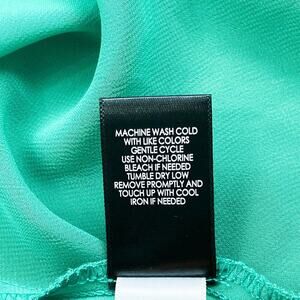 MACHINE WASH COLD
WITH LIKE COLORS
GENTLE CYCLE
USE NON-CHLORINE
BLEACH IF NEEDED
TUMBLE DRY LOW
REMOVE PROMPTLY AND
TOUCH UP WITH COOL
IRON IF NEEDED